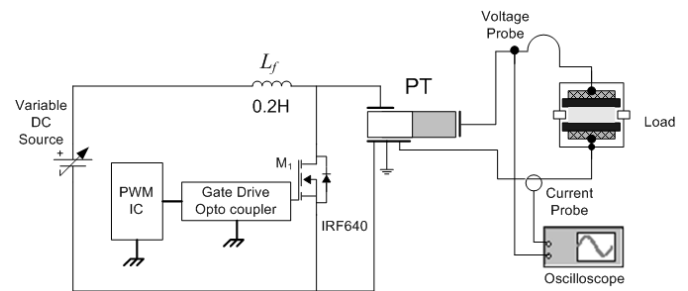 Voltage
Probe
L_f
PT
0.2H
Variable
DC
Source
+
Load
M₁
PWM
IC
Gate Drive
Opto coupler
IRF640
Current
Probe
Oscilloscope